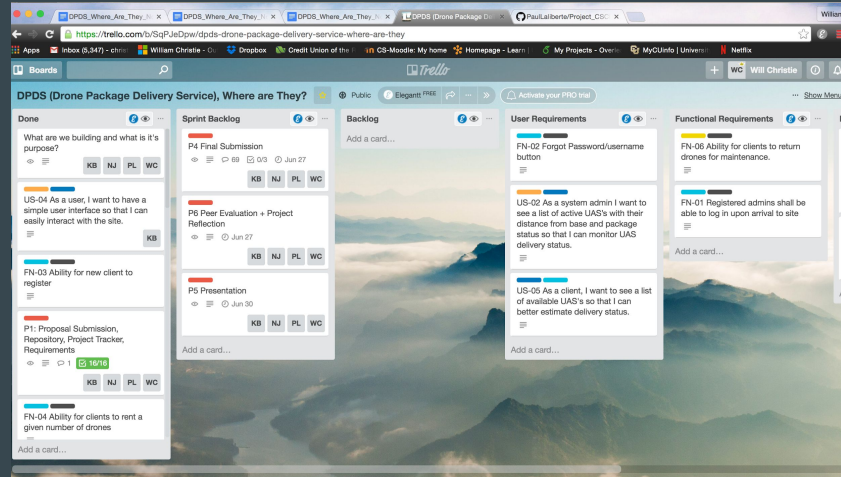 DPDS_Where_Are_They_N
DPDS_Where_Are_They_N
DPDS_Where_Are_They_N
DPDS (Drone Package Del
PaulLaliberte/Project_CSC
William
https://trello.com/b/SqPJeDpw/dpds-drone-package-delivery-service-where-are-they
Apps
Inbox (5,347) - chret
William Christie - Ou
Dropbox
Credit Union of the
CS-Moodle: My home
Homepage - Learn |
My Projects - Overle
MyCUinfo | Universit
Netflix
Boards
Trello
WC Will Christie
DPDS (Drone Package Delivery Service), Where are They?
Public
Elegantt FREE
Activate your PRO trial
... Show Menu
Done
What are we building and what is it's
purpose?
KB NJ PL WC
US-04 As a user, I want to have a
simple user interface so that I can
easily interact with the site.
KB
FN-03 Ability for new client to
register
P1: Proposal Submission,
Repository, Project Tracker,
Requirements
1 16/16
KB NJ PL WC
FN-04 Ability for clients to rent a
given number of drones
Add a card...
Sprint Backlog
P4 Final Submission
69 0/3 Jun 27
KB NJ PL WC
P6 Peer Evaluation + Project
Reflection
Jun 27
KB NJ PL WC
P5 Presentation
Jun 30
KB NJ PL WC
Add a card...
Backlog
Add a card...
User Requirements
FN-02 Forgot Password/username
button
US-02 As a system admin I want to
see a list of active UAS's with their
distance from base and package
status so that I can monitor UAS
delivery status.
US-05 As a client, I want to see a list
of available UAS's so that I can
better estimate delivery status.
Add a card...
Functional Requirements
FN-06 Ability for clients to return
drones for maintenance.
FN-01 Registered admins shall be
able to log in upon arrival to site
Add a card...